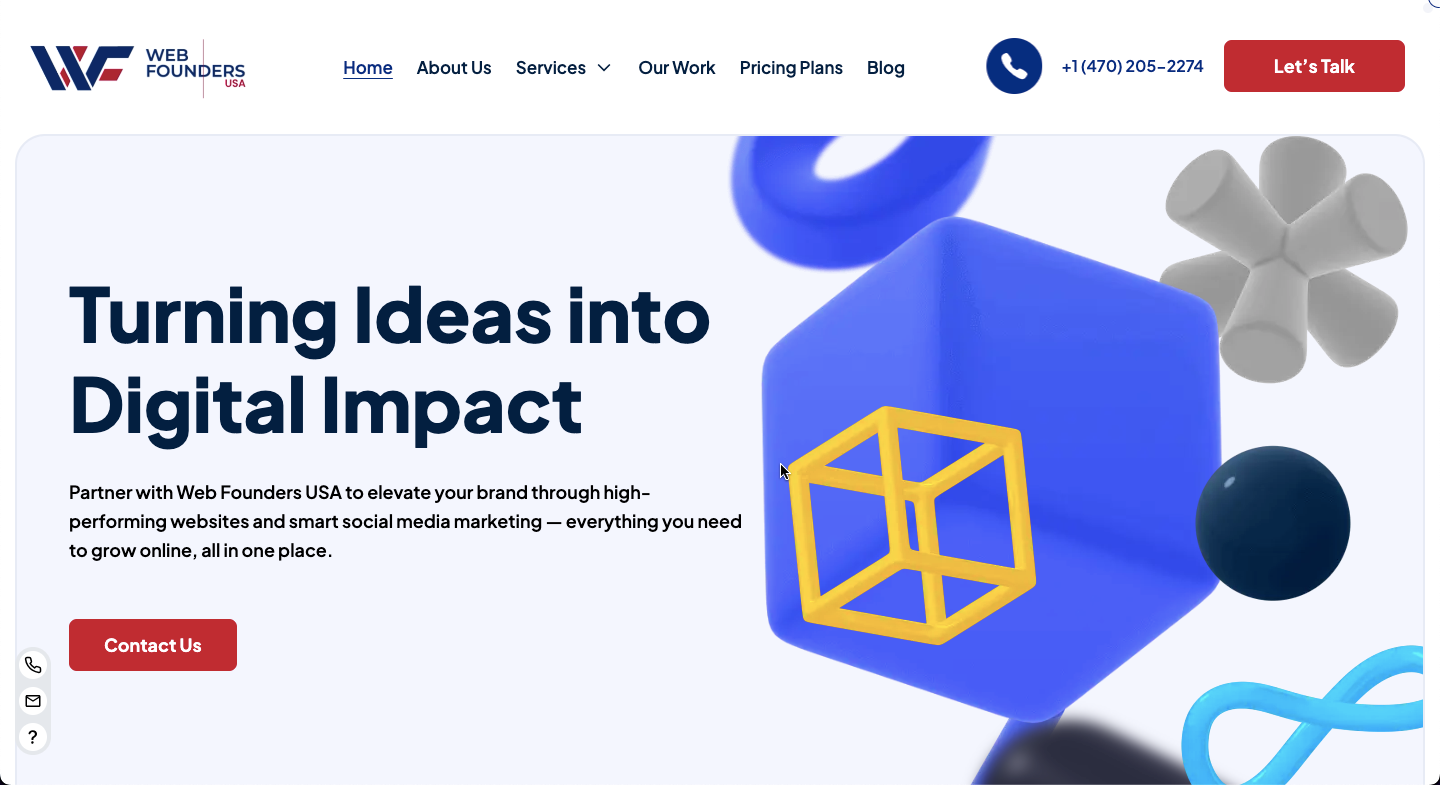 WEB
FOUNDERS
USA
Home About Us Services Our Work Pricing Plans Blog
+1 (470) 205-2274
Let’s Talk
Turning Ideas into
Digital Impact
Partner with Web Founders USA to elevate your brand through high-
performing websites and smart social media marketing — everything you need
to grow online, all in one place.
Contact Us
?